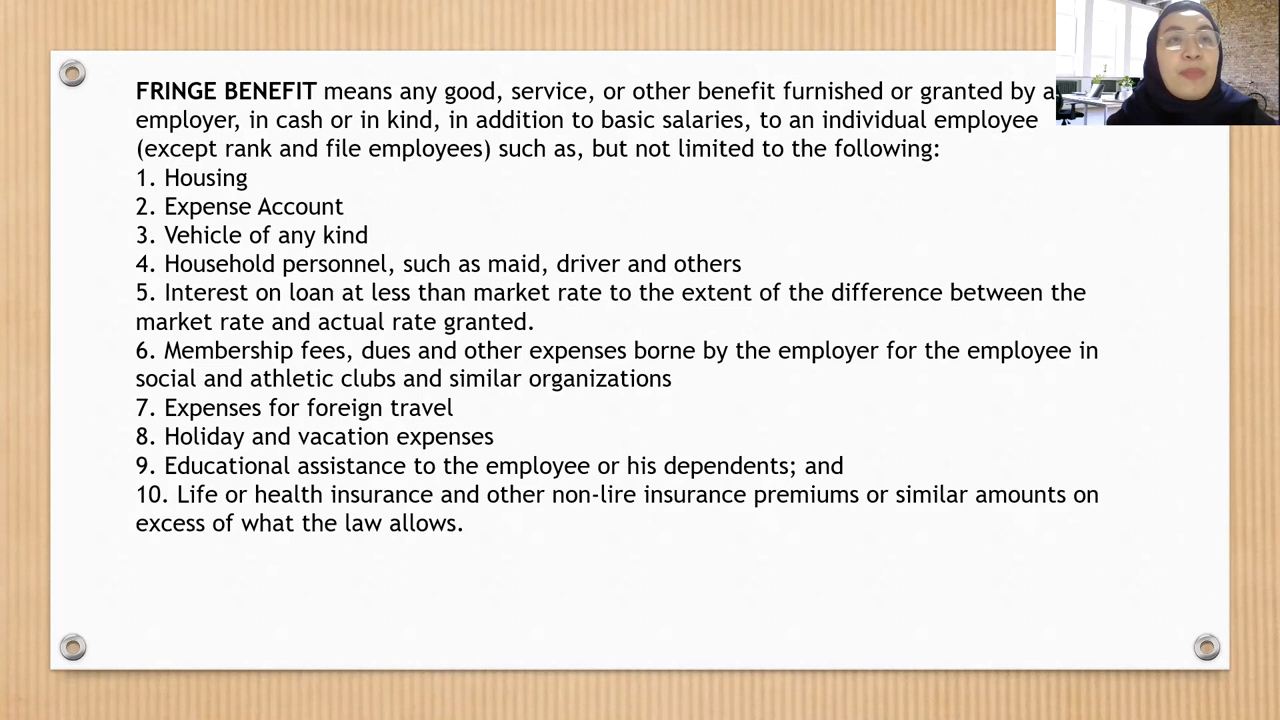 FRINGE BENEFIT means any good, service, or other benefit furnished or granted by
employer, in cash or in kind, in addition to basic salaries, to an individual employee
(except rank and file employees) such as, but not limited to the following:
1. Housing
2. Expense Account
3. Vehicle of any kind
4. Household personnel, such as maid, driver and others
5. Interest on loan at less than market rate to the extent of the difference between the
market rate and actual rate granted.
6. Membership fees, dues and other expenses borne by the employer for the employee in
social and athletic clubs and similar organizations
7. Expenses for foreign travel
8. Holiday and vacation expenses
9. Educational assistance to the employee or his dependents; and
10. Life or health insurance and other non-lire insurance premiums or similar amounts on
excess of what the law allows.